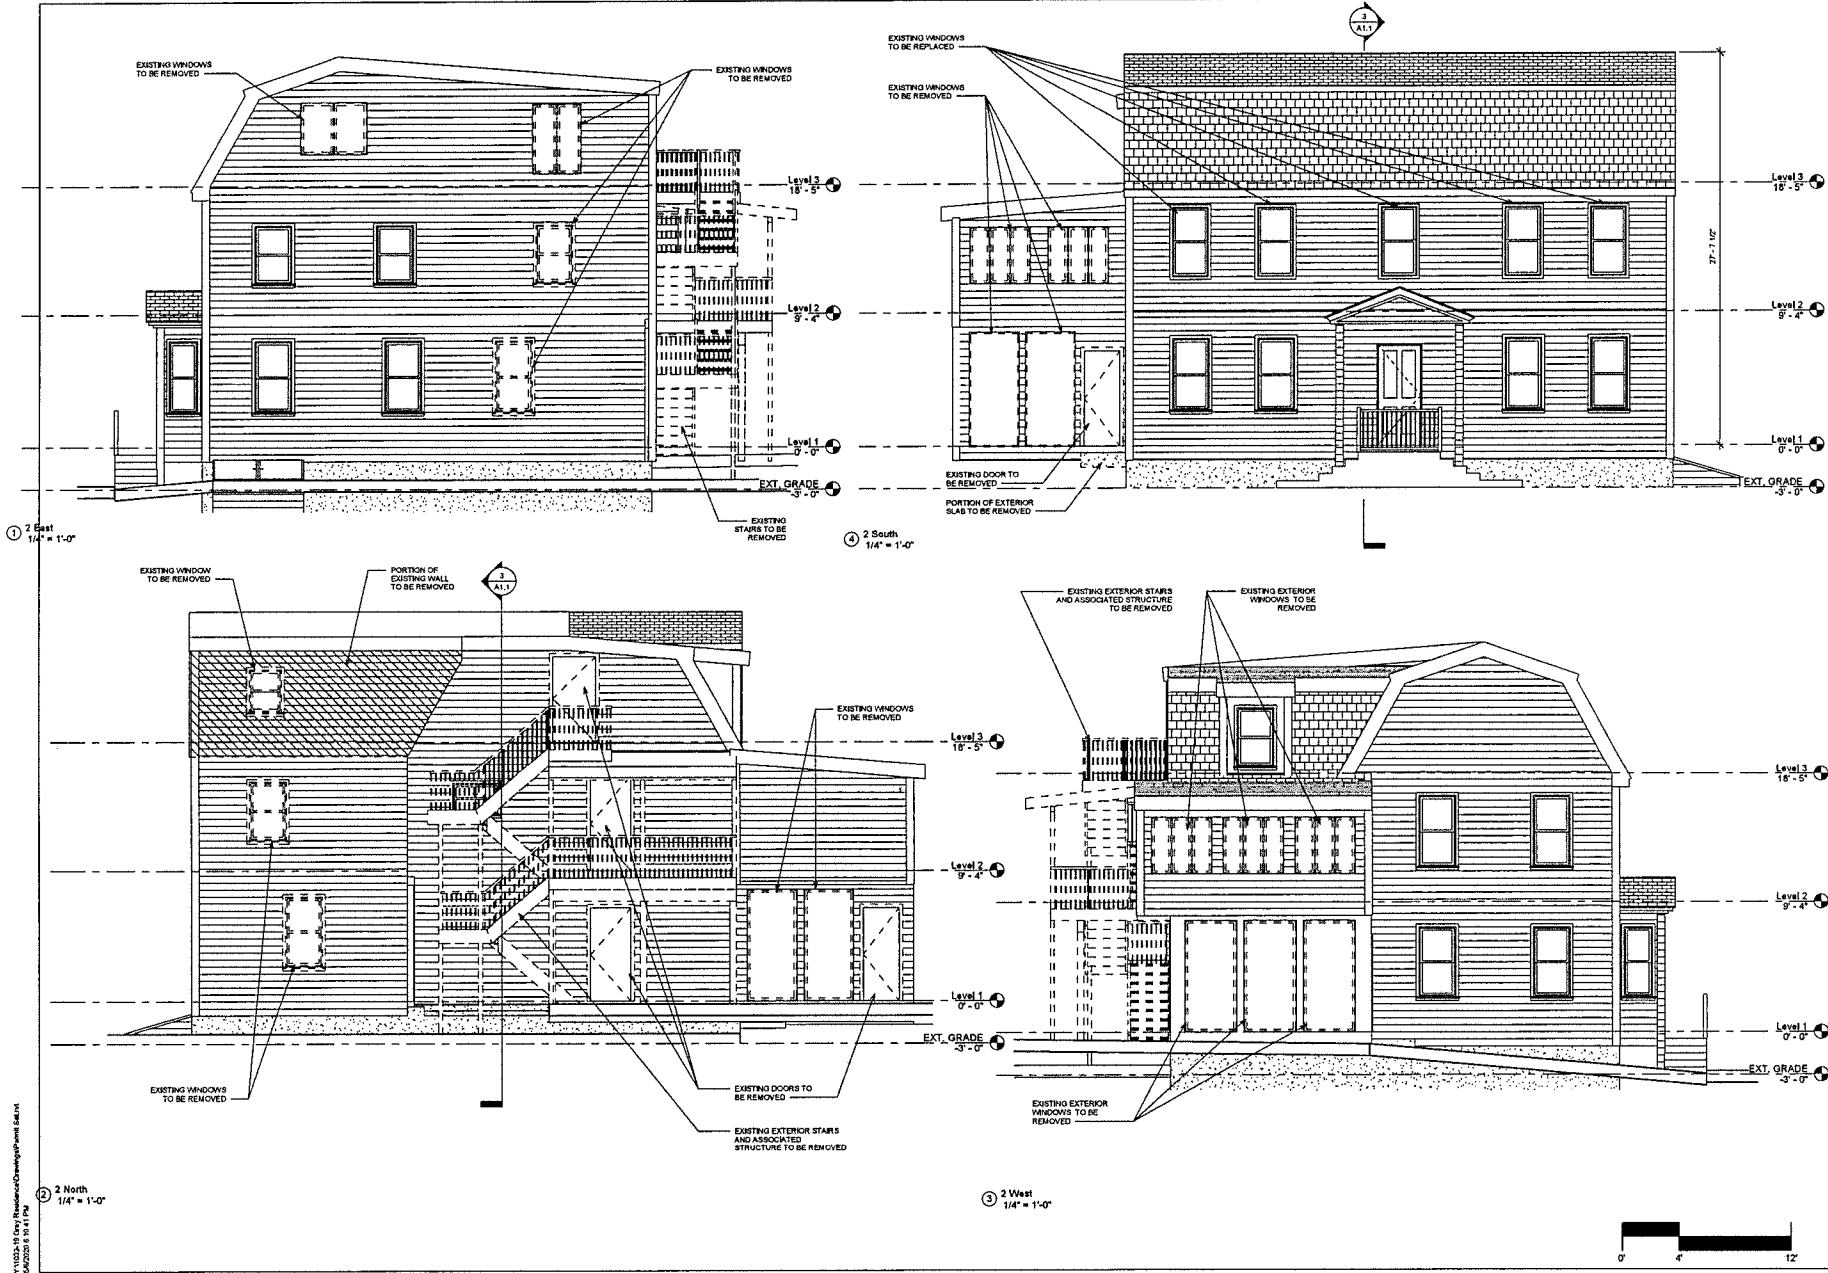 EXISTING WINDOWS
TO BE REMOVED
EXISTING WINDOWS
TO BE REMOVED
Level 3
18' - 5"
Level 2
9' - 4"
Level 1
0' - 0"
EXT. GRADE
-3' - 0"
EXISTING
STAIRS TO BE
REMOVED
1
2 East
1/4" = 1'-0"
EXISTING WINDOWS
TO BE REPLACED
EXISTING WINDOWS
TO BE REMOVED
3
A1.1
27' - 7 1/2"
Level 3
18' - 5"
Level 2
9' - 4"
Level 1
0' - 0"
EXT. GRADE
-3' - 0"
EXISTING DOOR TO
BE REMOVED
PORTION OF EXTERIOR
SLAB TO BE REMOVED
4
2 South
1/4" = 1'-0"
EXISTING WINDOW
TO BE REMOVED
PORTION OF
EXISTING WALL
TO BE REMOVED
3
A1.1
EXISTING WINDOWS
TO BE REMOVED
Level 3
18' - 5"
Level 2
9' - 4"
Level 1
0' - 0"
EXT. GRADE
-3' - 0"
EXISTING WINDOWS
TO BE REMOVED
EXISTING DOORS TO
BE REMOVED
EXISTING EXTERIOR STAIRS
AND ASSOCIATED
STRUCTURE TO BE REMOVED
2
2 North
1/4" = 1'-0"
EXISTING EXTERIOR STAIRS
AND ASSOCIATED STRUCTURE
TO BE REMOVED
EXISTING EXTERIOR
WINDOWS TO BE
REMOVED
Level 3
18' - 5"
Level 2
9' - 4"
Level 1
0' - 0"
EXT. GRADE
-3' - 0"
EXISTING EXTERIOR
WINDOWS TO BE
REMOVED
3
2 West
1/4" = 1'-0"
0' 4' 12'